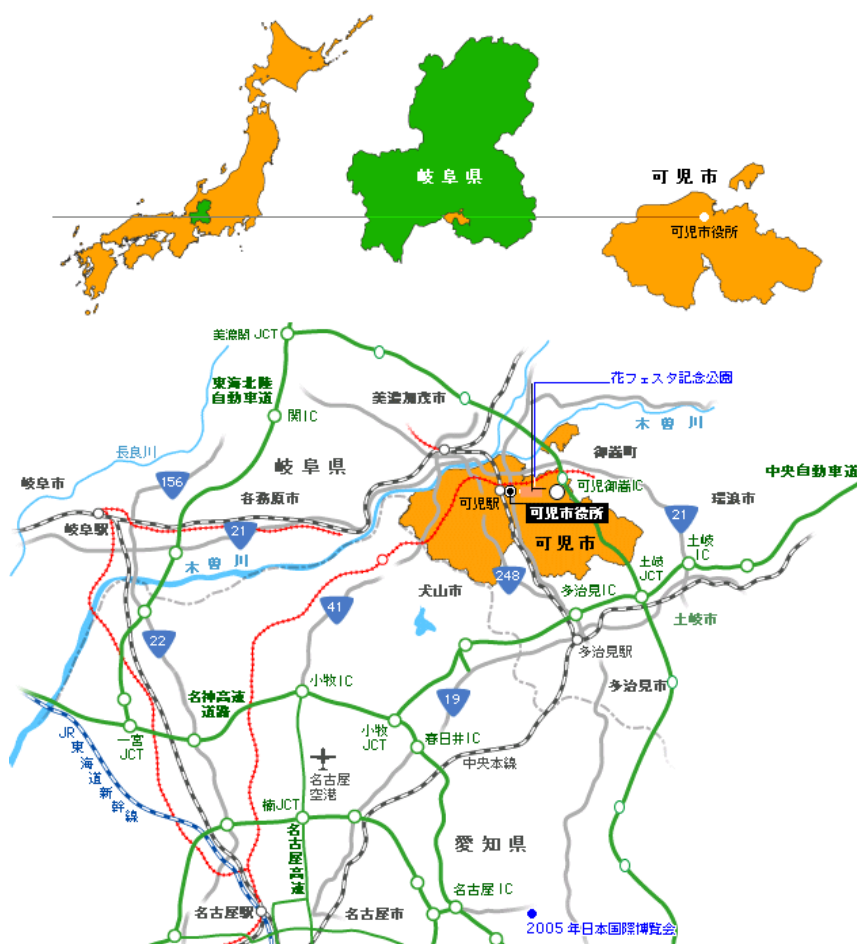 岐阜県
可児市
可児市役所
美濃関JCT
東海北陸
自動車道
関IC
花フェスタ記念公園
美濃加茂市
木曽川
長良川
岐阜県
御嵩町
中央自動車道
岐阜市
156
各務原市
可児駅
可児御嵩IC
瑞浪市
岐阜駅
21
可児市役所
21
木曽川
可児市
土岐
IC
土岐
JCT
248
犬山市
多治見IC
41
土岐市
22
多治見駅
小牧IC
多治見市
名神高速
道路
19
小牧
JCT
春日井IC
一宮
JCT
JR東海道新幹線
名古屋
空港
中央本線
楠JCT
名古屋高速
愛知県
名古屋IC
名古屋駅
名古屋市
2005年日本国際博覧会